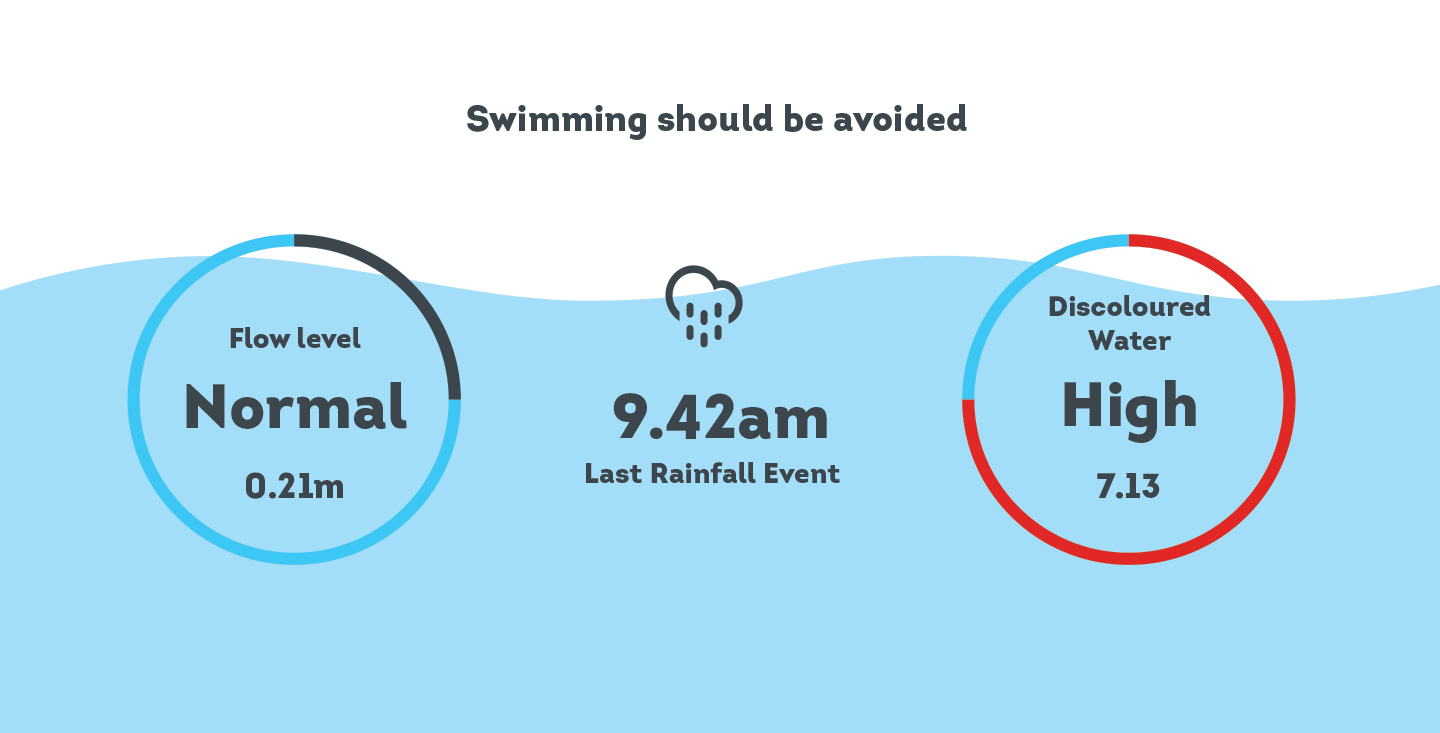 Swimming should be avoided
Flow level
Normal
0.21m
9.42am
Last Rainfall Event
Discoloured
Water
High
7.13